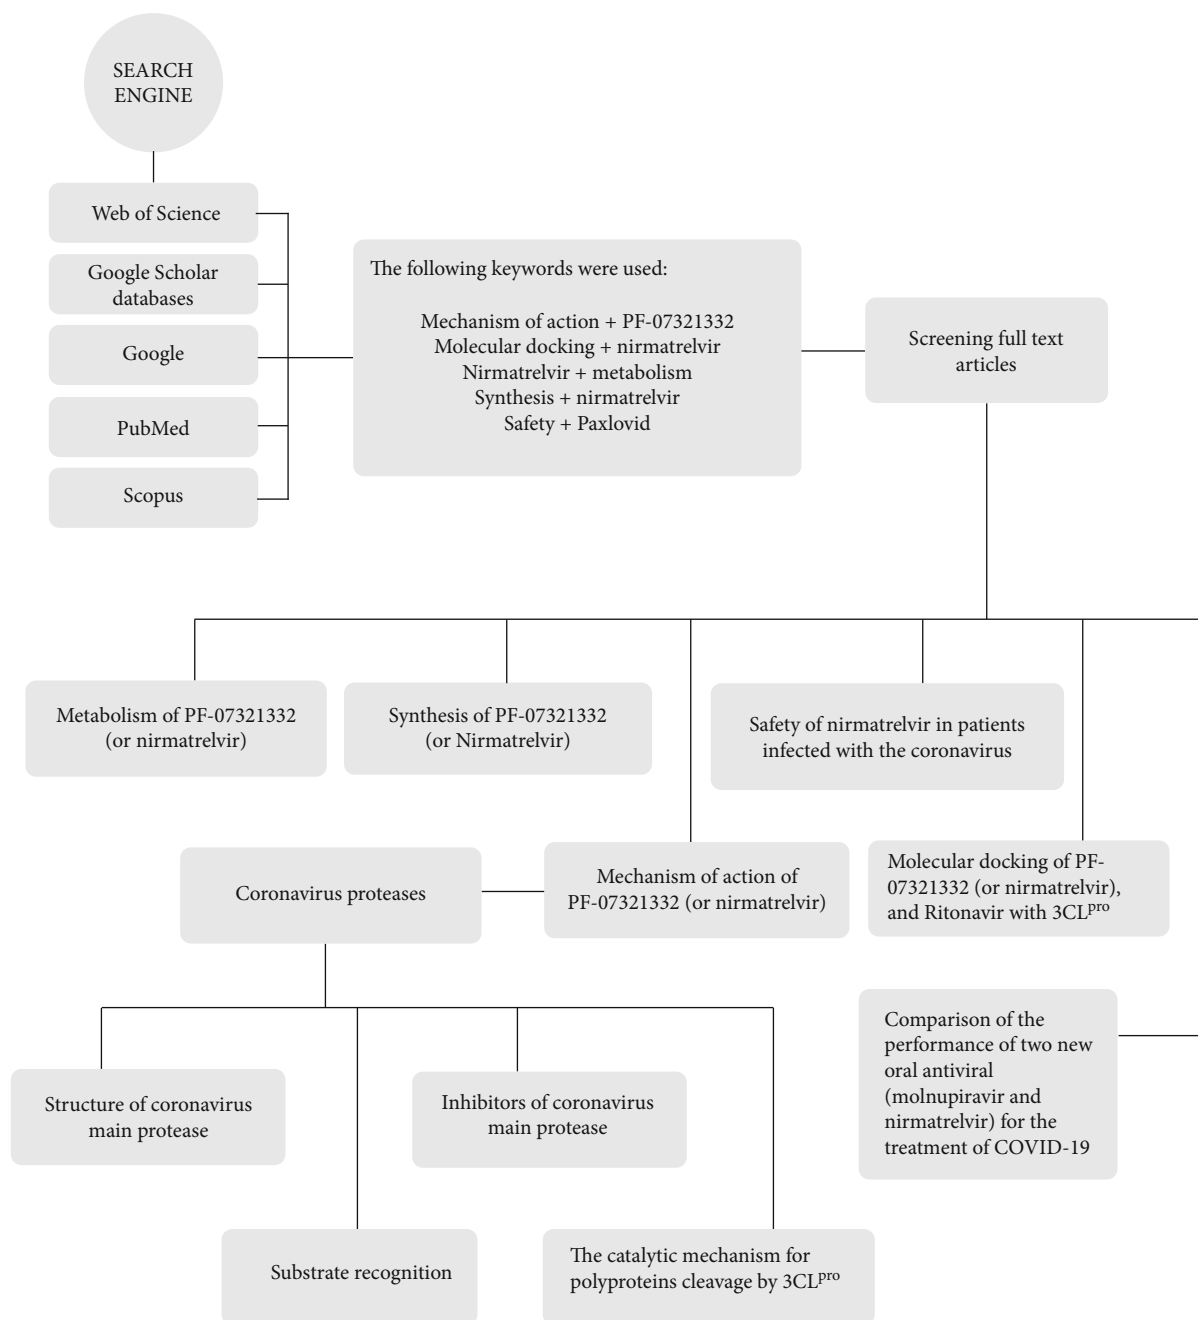 SEARCH
ENGINE
Web of Science
Google Scholar
databases
Google
PubMed
Scopus
The following keywords were used:
Mechanism of action + PF-07321332
Molecular docking + nirmatrelvir
Nirmatrelvir + metabolism
Synthesis + nirmatrelvir
Safety + Paxlovid
Screening full text
articles
Metabolism of PF-07321332
(or nirmatrelvir)
Synthesis of PF-07321332
(or Nirmatrelvir)
Safety of nirmatrelvir in patients
infected with the coronavirus
Coronavirus proteases
Mechanism of action of
PF-07321332 (or nirmatrelvir)
Molecular docking of PF-
07321332 (or nirmatrelvir),
and Ritonavir with 3CLpro
Comparison of the
performance of two new
oral antiviral
(molnupiravir and
nirmatrelvir) for the
treatment of COVID-19
Structure of coronavirus
main protease
Inhibitors of coronavirus
main protease
Substrate recognition
The catalytic mechanism for
polyproteins cleavage by 3CLpro